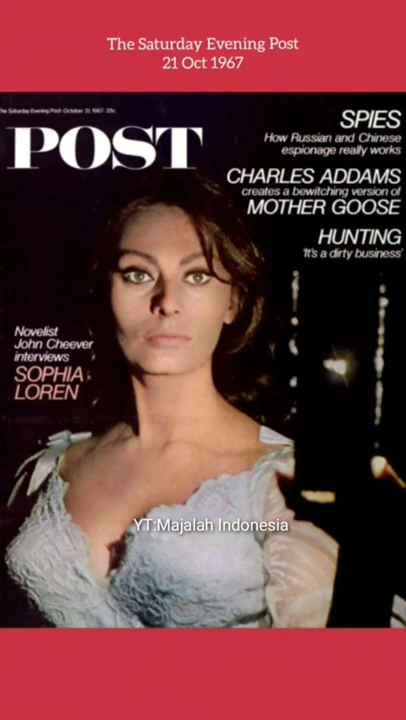 The Saturday Evening Post
21 Oct 1967
The Saturday Evening Post · October 21, 1967 · 35c
POST
SPIES
How Russian and Chinese
espionage really works
CHARLES ADDAMS
creates a bewitching version of
MOTHER GOOSE
HUNTING
'It's a dirty business'
Novelist
John Cheever
interviews
SOPHIA
LOREN
YT:Majalah Indonesia